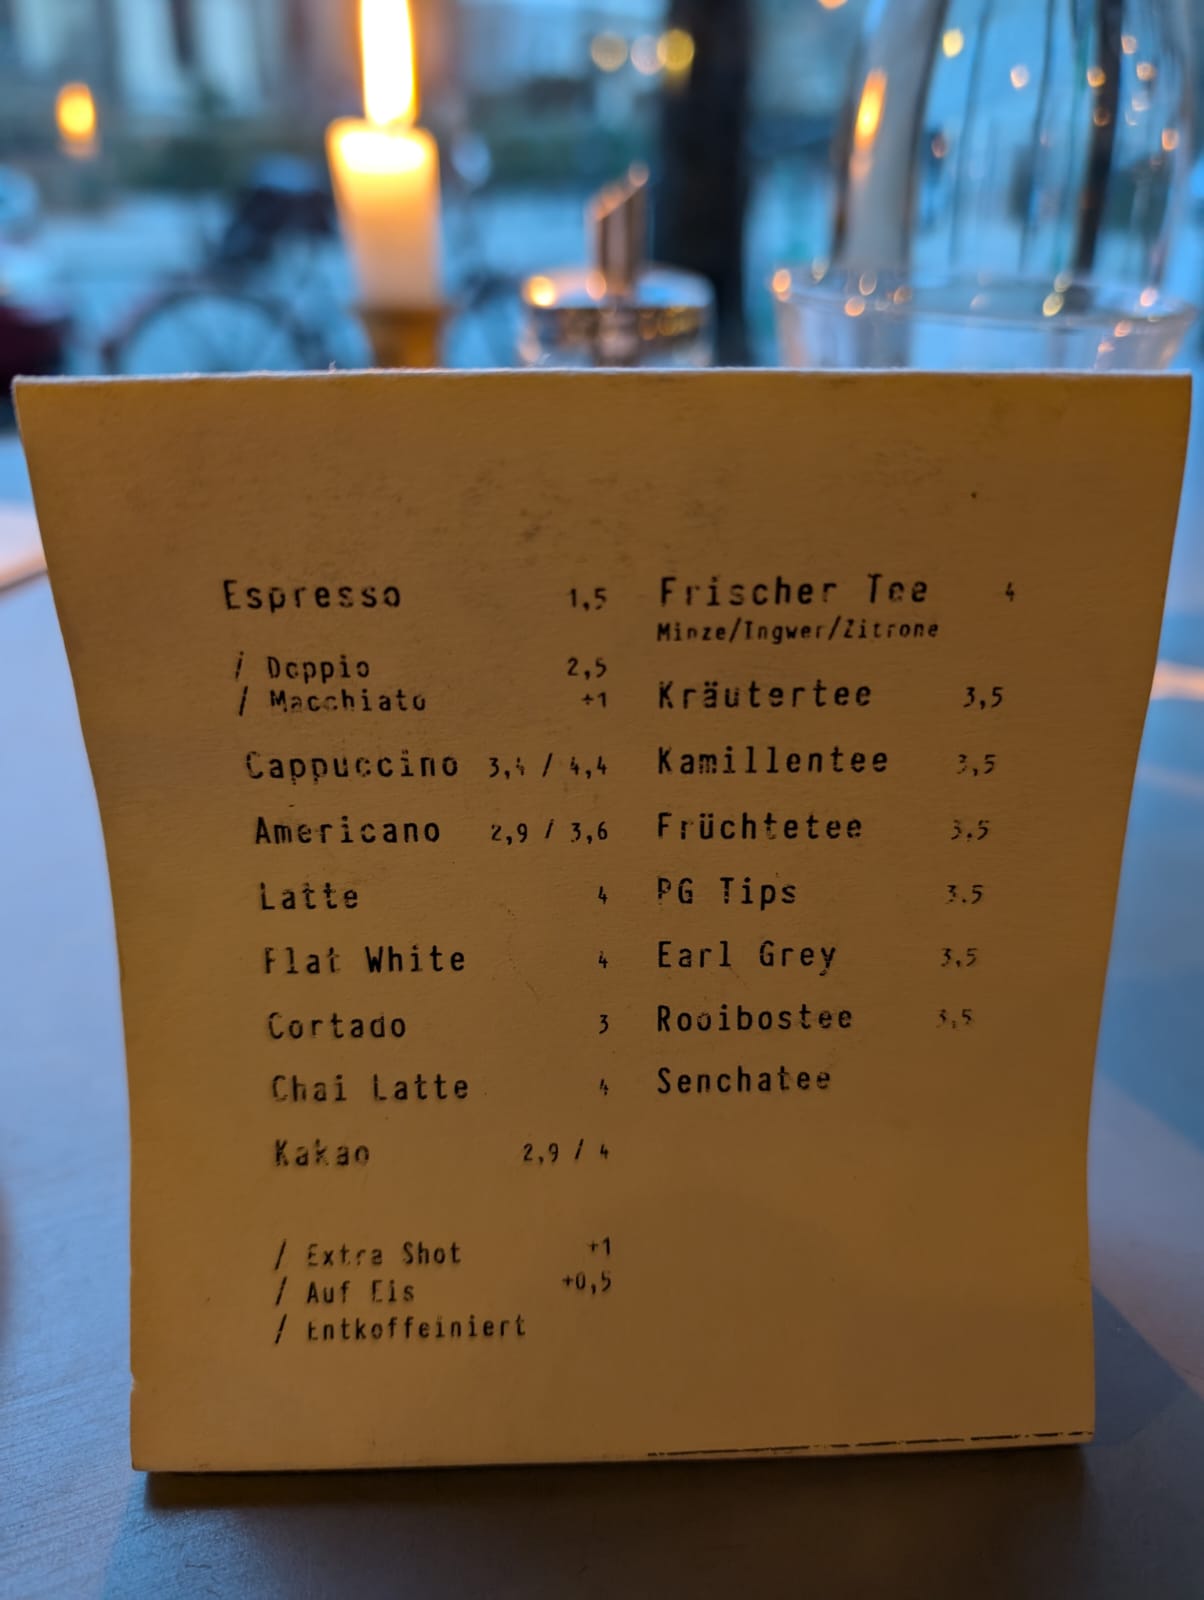 Espresso 1,5
/ Doppio 2,5
/ Macchiato +1
Cappuccino 3,4 / 4,4
Americano 2,9 / 3,6
Latte 4
Flat White 4
Cortado 3
Chai Latte 4
Kakao 2,9 / 4
/ Extra Shot +1
/ Auf Eis +0,5
/ Entkoffeiniert
Frischer Tee 4
Minze/Ingwer/Zitrone
Kräutertee 3,5
Kamillentee 3,5
Früchtetee 3.5
PG Tips 3.5
Earl Grey 3,5
Rooibostee 3,5
Senchatee